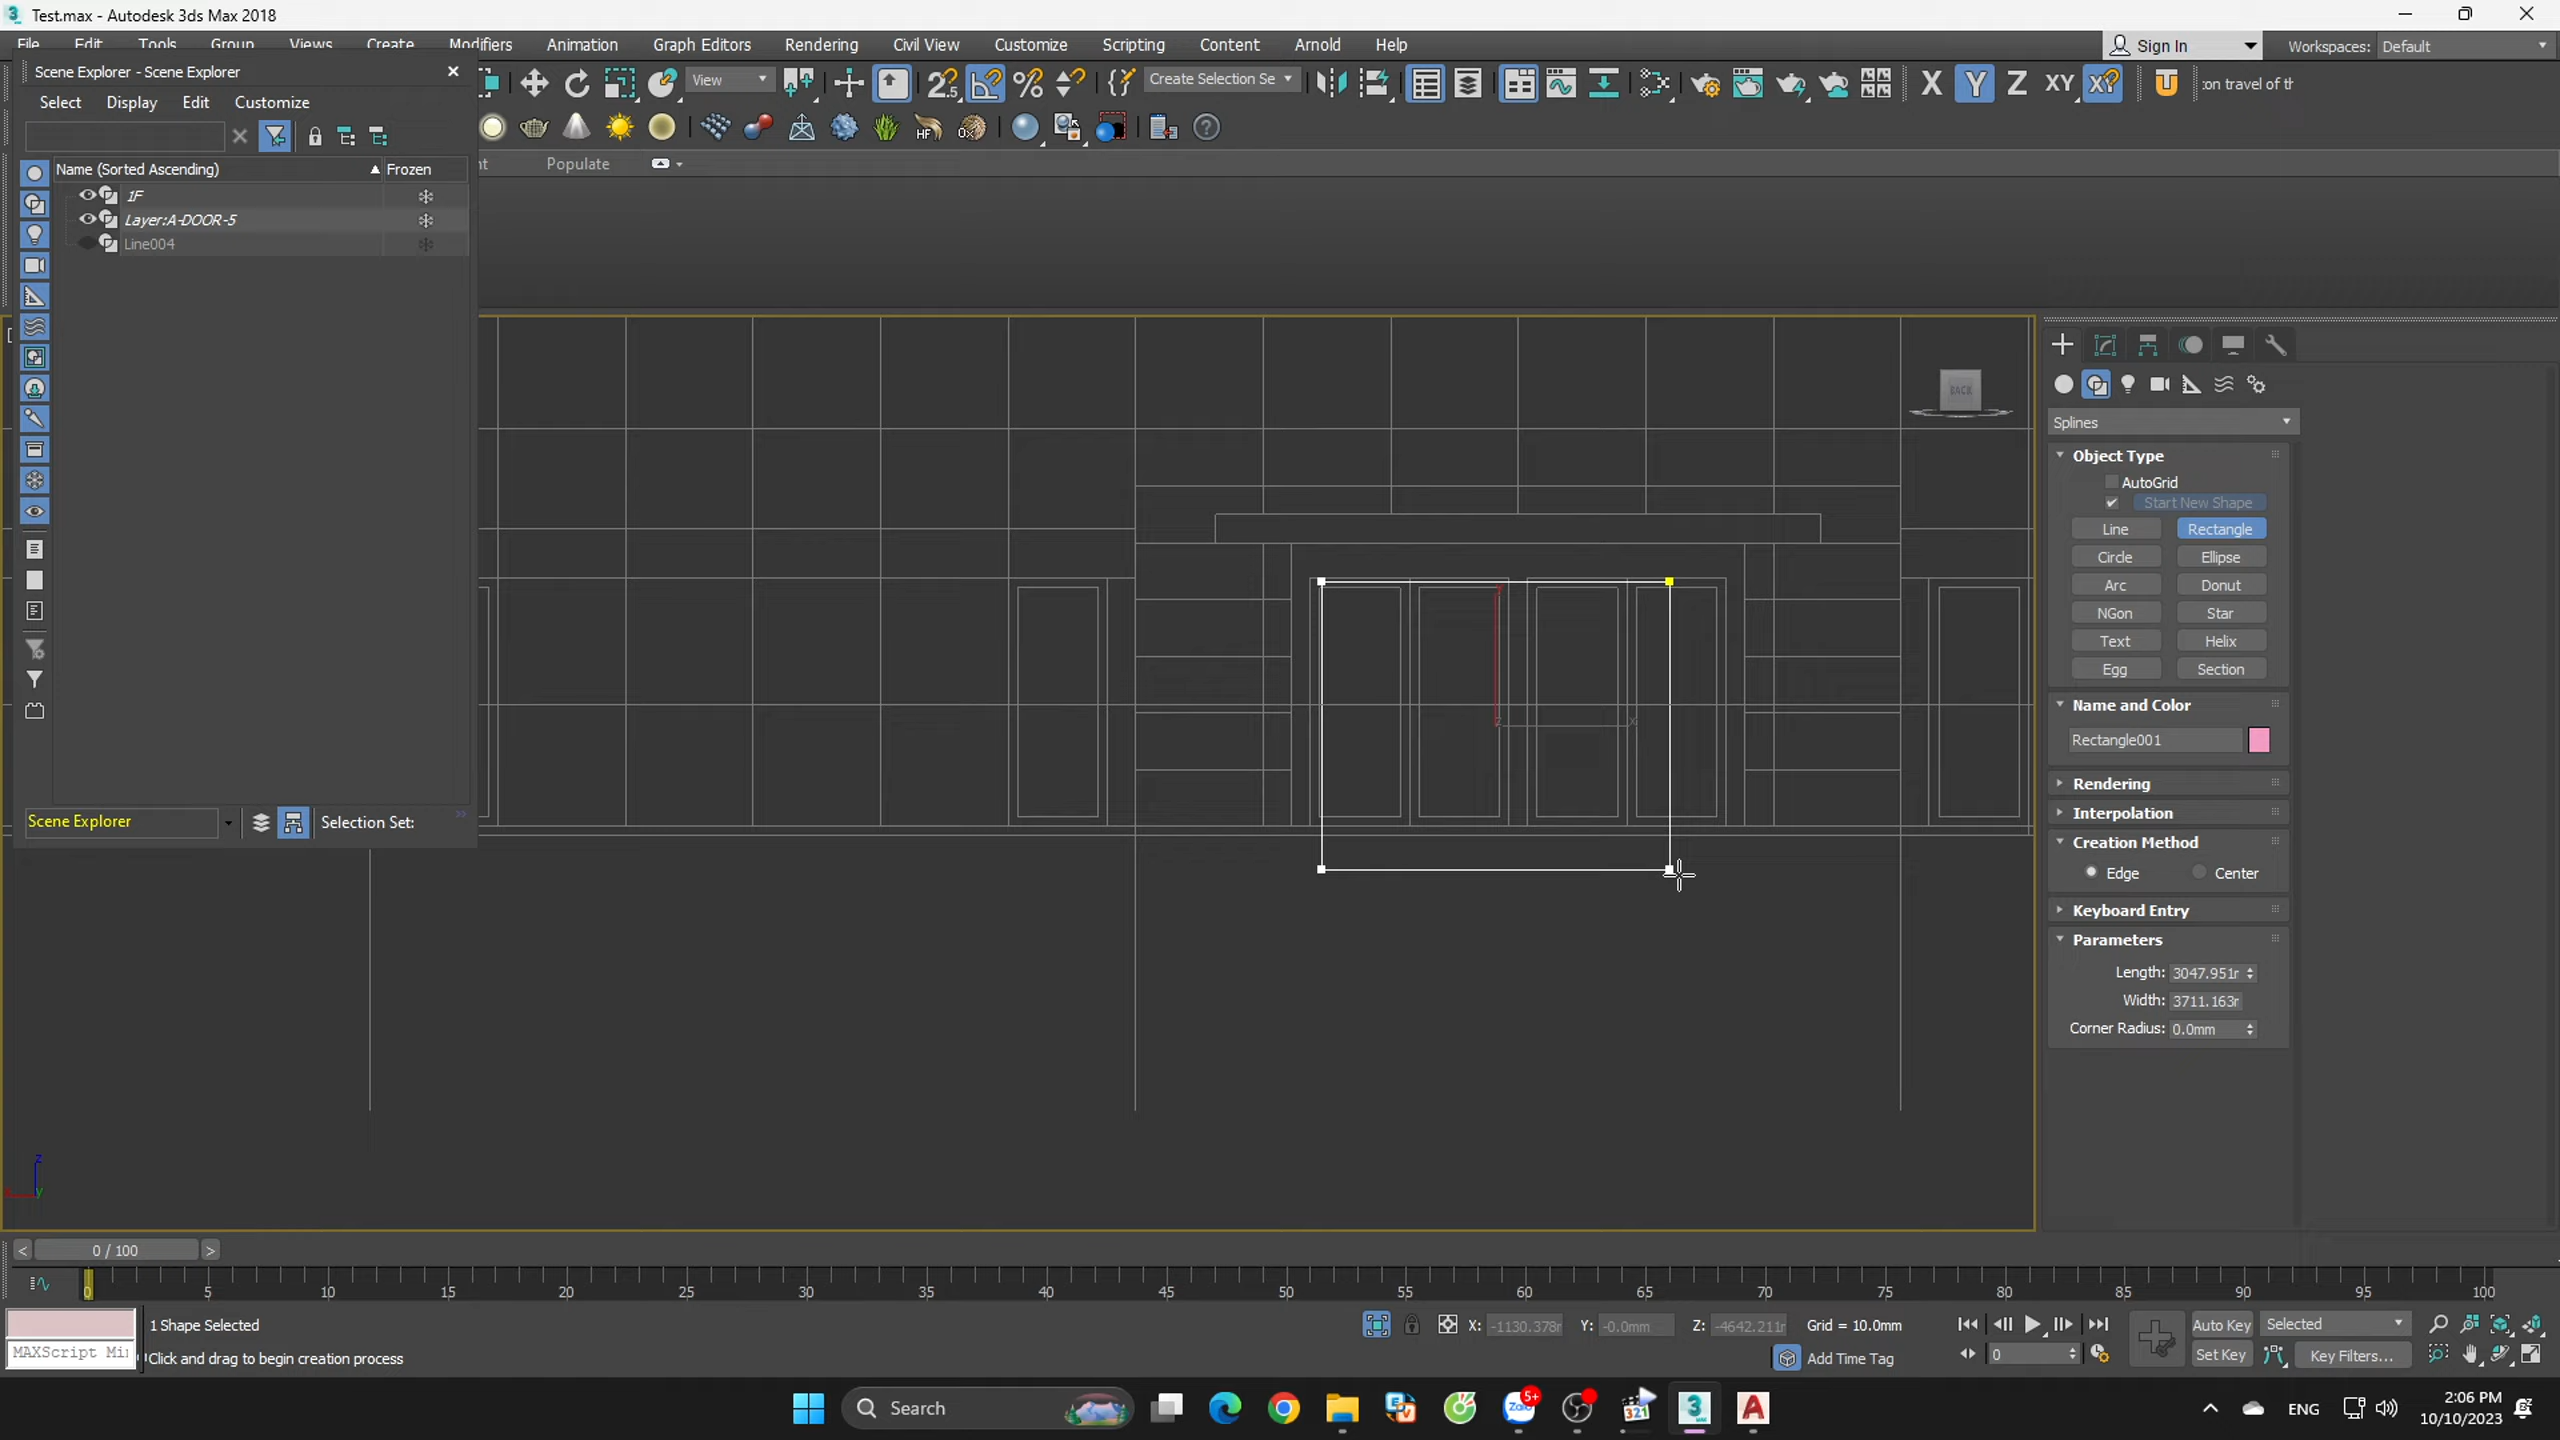 Test.max - Autodesk 3ds Max 2018
File Edit Tools Group Views Create Modifiers Animation Graph Editors Rendering Civil View Customize Scripting Content Arnold Help
Sign In Workspaces: Default
Scene Explorer - Scene Explorer
View Create Selection Se X Y Z XY
Select Display Edit Customize
Populate
Name (Sorted Ascending) Frozen
1F
Layer:A-DOOR-5
Line004
BACK
Splines
Object Type
AutoGrid
Start New Shape
Line Rectangle
Circle Ellipse
Arc Donut
NGon Star
Text Helix
Egg Section
Name and Color
Rectangle001
Rendering
Interpolation
Scene Explorer Selection Set:
Creation Method
Edge Center
Keyboard Entry
Parameters
Length: 3047.951r
Width: 3711.163r
Corner Radius: 0.0mm
< 0 / 100 >
0 5 10 15 20 25 30 35 40 45 50 55 60 65 70 75 80 85 90 95 100
1 Shape Selected X: -1130.378r Y: -0.0mm Z: -4642.211r Grid = 10.0mm Auto Key Selected
MAXScript Mi Click and drag to begin creation process Add Time Tag 0 Set Key Key Filters...
Search 5+ 321 ENG 2:06 PM
10/10/2023